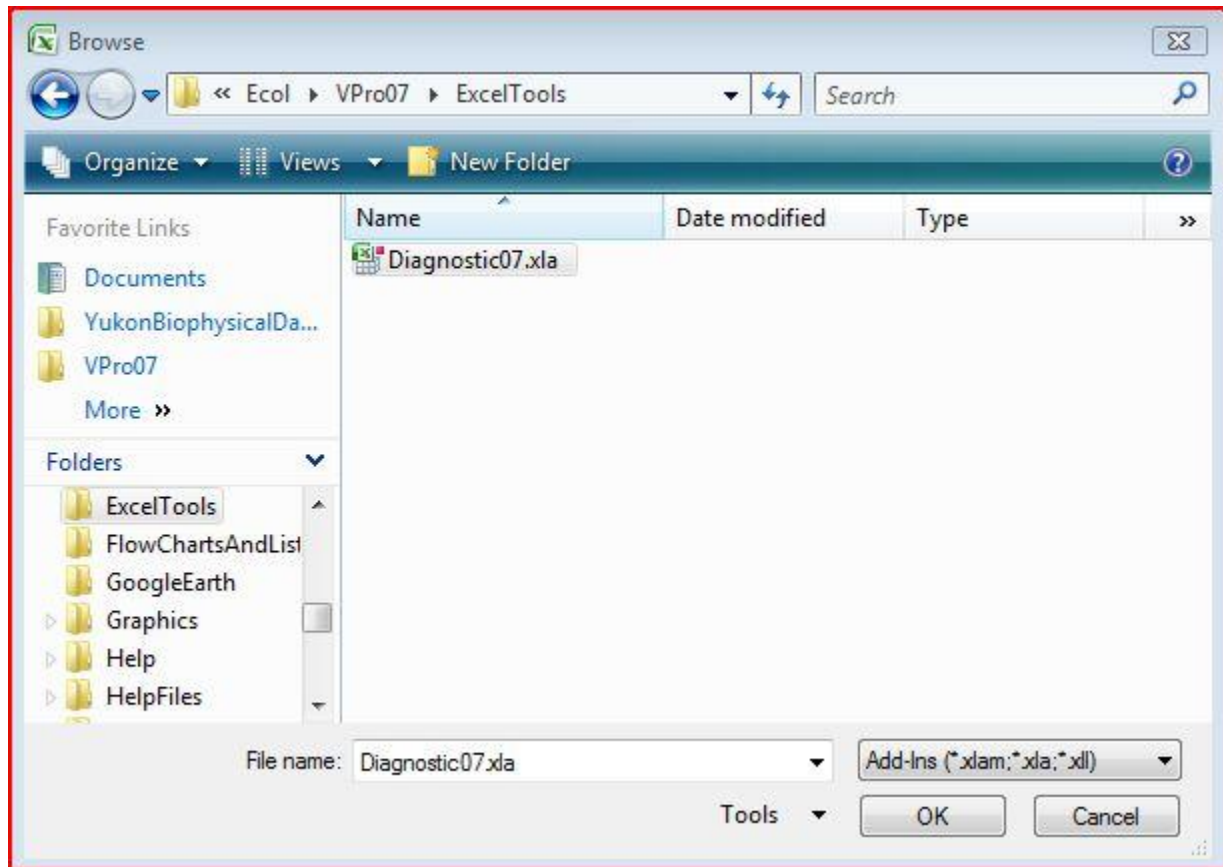 Browse
« Ecol ▸ VPro07 ▸ ExcelTools Search
Organize Views New Folder
Favorite Links
Documents
YukonBiophysicalDa...
VPro07
More »
Folders
ExcelTools
FlowChartsAndList
GoogleEarth
Graphics
Help
HelpFiles
Name Date modified Type »
Diagnostic07.xla
File name: Diagnostic07.xla Add-Ins (*.xlam;*.xla;*.xll)
Tools OK Cancel